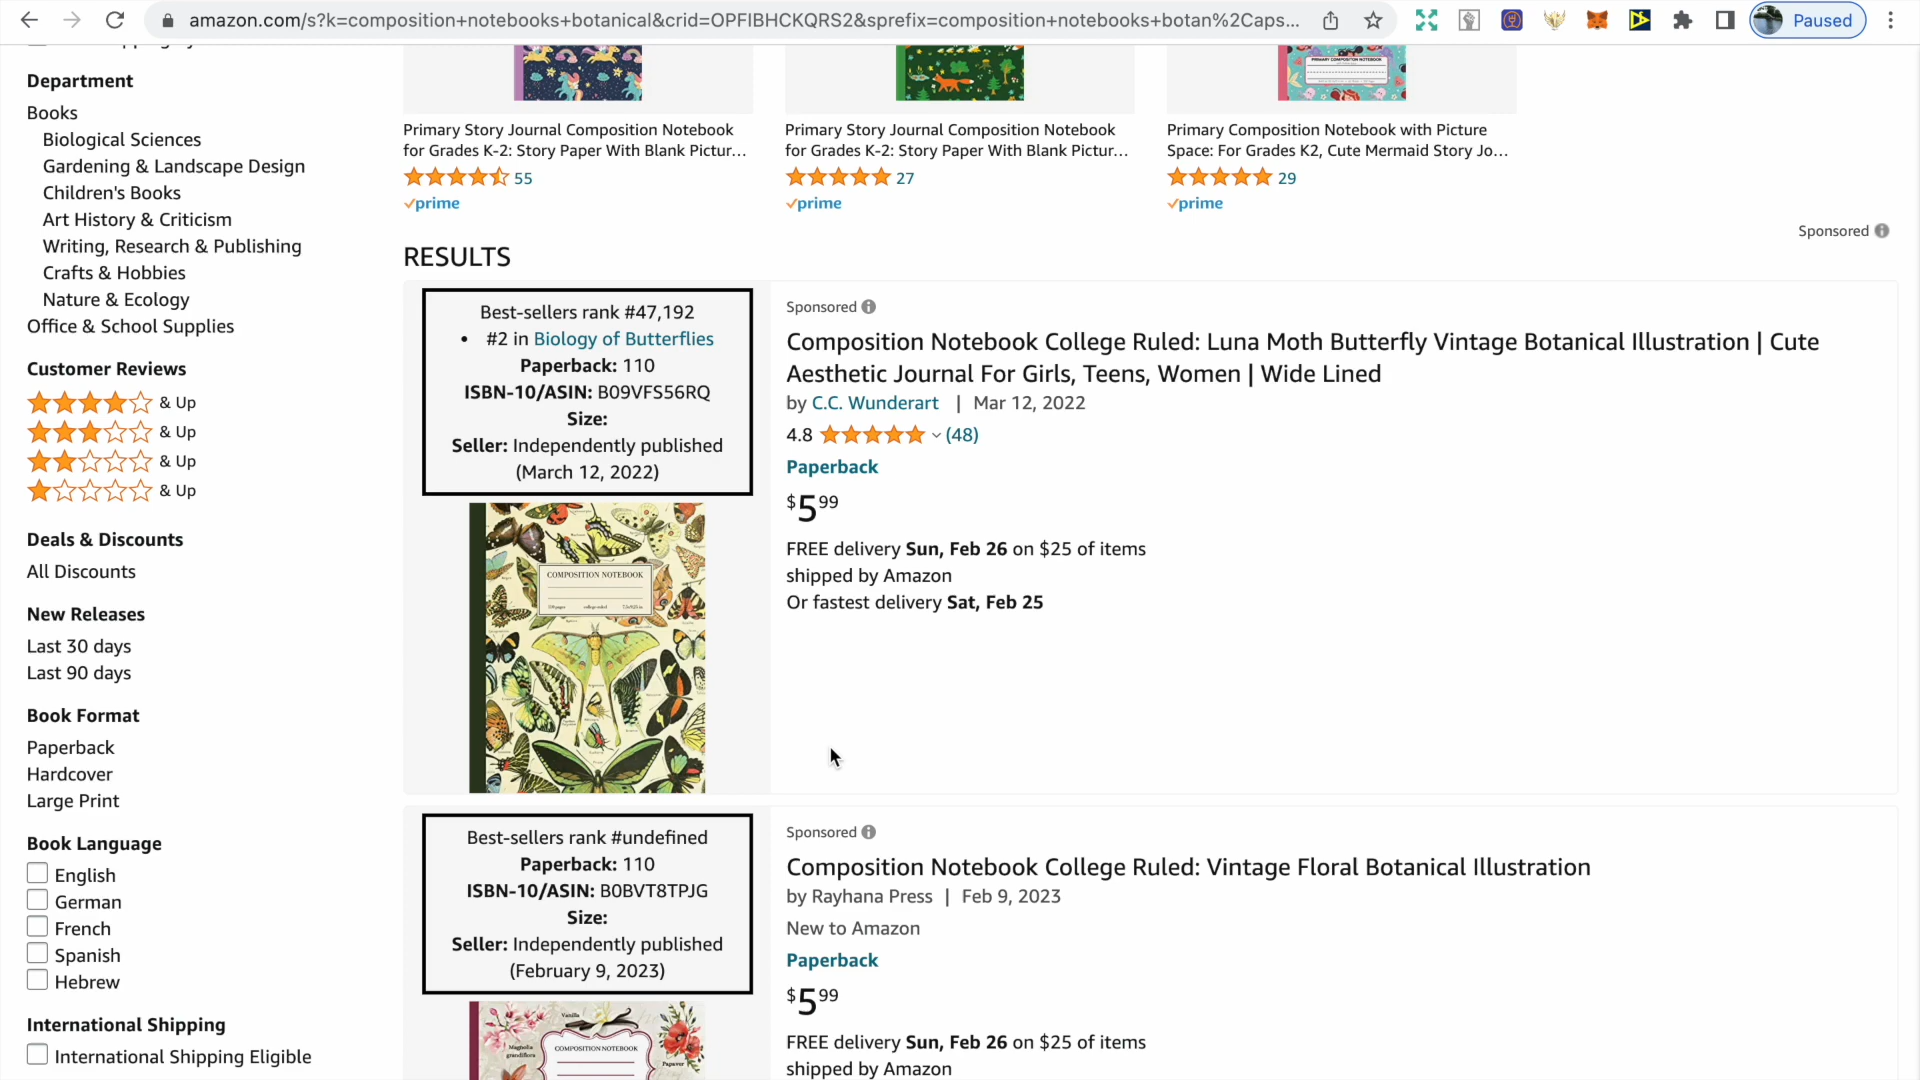 amazon.com/s?k=composition+notebooks+botanical&crid=OPFIBHCKQRS2&sprefix=composition+notebooks+botan%2Caps...
Paused
Department
Books
Biological Sciences
Gardening & Landscape Design
Children's Books
Art History & Criticism
Writing, Research & Publishing
Crafts & Hobbies
Nature & Ecology
Office & School Supplies
Customer Reviews
& Up
& Up
& Up
& Up
Deals & Discounts
All Discounts
New Releases
Last 30 days
Last 90 days
Book Format
Paperback
Hardcover
Large Print
Book Language
English
German
French
Spanish
Hebrew
International Shipping
International Shipping Eligible
Primary Story Journal Composition Notebook
for Grades K-2: Story Paper With Blank Pictur...
55
prime
Primary Story Journal Composition Notebook
for Grades K-2: Story Paper With Blank Pictur...
27
prime
PRIMARY COMPOSITION NOTEBOOK
Primary Composition Notebook with Picture
Space: For Grades K2, Cute Mermaid Story Jo...
29
prime
Sponsored
RESULTS
Best-sellers rank #47,192
• #2 in Biology of Butterflies
Paperback: 110
ISBN-10/ASIN: B09VFS56RQ
Size:
Seller: Independently published
(March 12, 2022)
COMPOSITION NOTEBOOK
Sponsored
Composition Notebook College Ruled: Luna Moth Butterfly Vintage Botanical Illustration | Cute
Aesthetic Journal For Girls, Teens, Women | Wide Lined
by C.C. Wunderart | Mar 12, 2022
4.8 (48)
Paperback
$5 99
FREE delivery Sun, Feb 26 on $25 of items
shipped by Amazon
Or fastest delivery Sat, Feb 25
Best-sellers rank #undefined
Paperback: 110
ISBN-10/ASIN: B0BVT8TPJG
Size:
Seller: Independently published
(February 9, 2023)
Vanilla
Magnolia
grandiflora
COMPOSITION NOTEBOOK
Papaver
Sponsored
Composition Notebook College Ruled: Vintage Floral Botanical Illustration
by Rayhana Press | Feb 9, 2023
New to Amazon
Paperback
$5 99
FREE delivery Sun, Feb 26 on $25 of items
shipped by Amazon